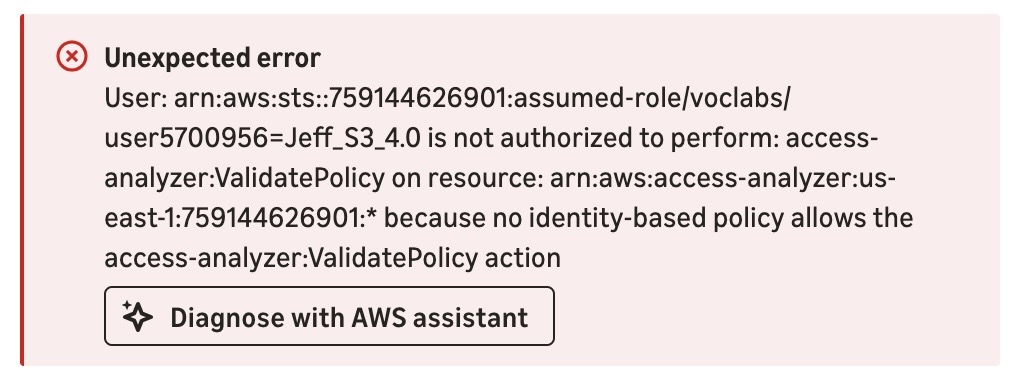 Unexpected error
User: arn:aws:sts::759144626901:assumed-role/voclabs/
user5700956=Jeff_S3_4.0 is not authorized to perform: access-
analyzer:ValidatePolicy on resource: arn:aws:access-analyzer:us-
east-1:759144626901:* because no identity-based policy allows the
access-analyzer:ValidatePolicy action
Diagnose with AWS assistant